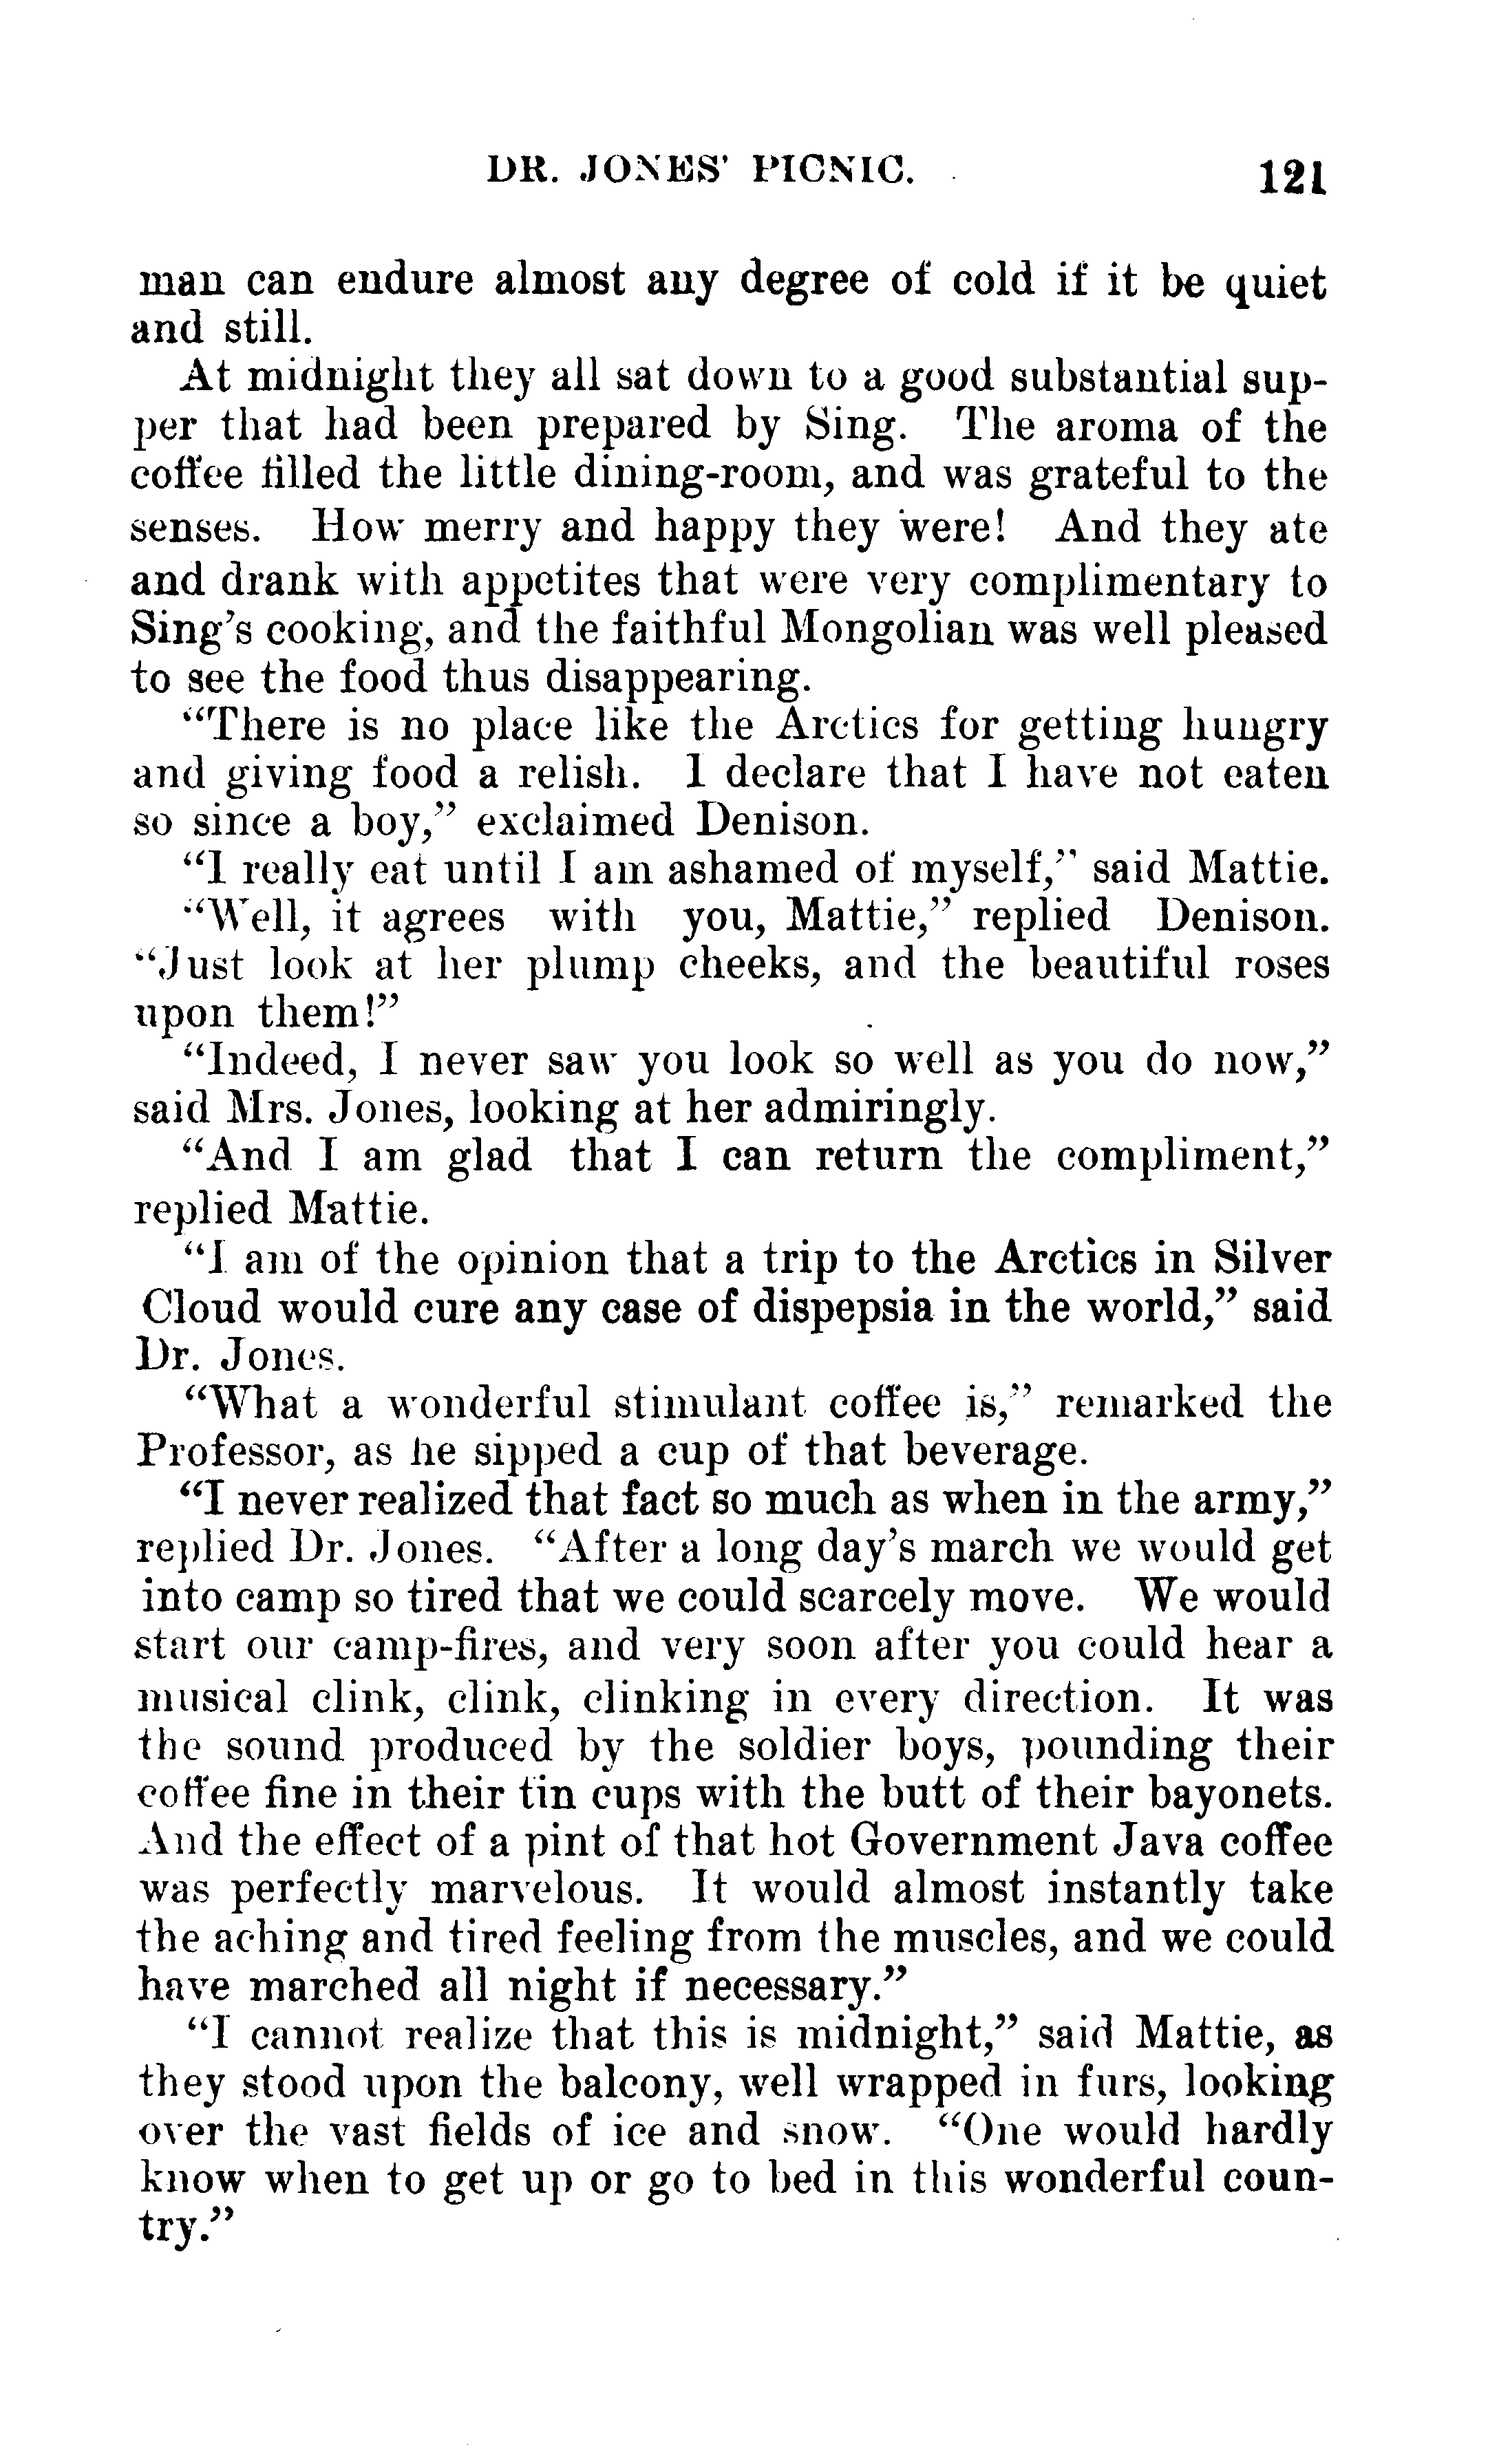 DR. JONES' PICNIC. 121
man can endure almost any degree of cold if it be quiet
and still.
At midnight they all sat down to a good substantial sup-
per that had been prepared by Sing. The aroma of the
coffee filled the little dining-room, and was grateful to the
senses. How merry and happy they were! And they ate
and drank with appetites that were very complimentary to
Sing's cooking, and the faithful Mongolian was well pleased
to see the food thus disappearing.
"There is no place like the Arctics for getting hungry
and giving food a relish. I declare that I have not eaten
so since a boy," exclaimed Denison.
"I really eat until I am ashamed of myself," said Mattie.
"Well, it agrees with you, Mattie," replied Denison.
"Just look at her plump cheeks, and the beautiful roses
upon them!"
"Indeed, I never saw you look so well as you do now,"
said Mrs. Jones, looking at her admiringly.
"And I am glad that I can return the compliment,"
replied Mattie.
"I am of the opinion that a trip to the Arctics in Silver
Cloud would cure any case of dispepsia in the world," said
Dr. Jones.
"What a wonderful stimulant coffee is," remarked the
Professor, as he sipped a cup of that beverage.
"I never realized that fact so much as when in the army,"
replied Dr. Jones. "After a long day's march we would get
into camp so tired that we could scarcely move. We would
start our camp-fires, and very soon after you could hear a
musical clink, clink, clinking in every direction. It was
the sound produced by the soldier boys, pounding their
coffee fine in their tin cups with the butt of their bayonets.
And the effect of a pint of that hot Government Java coffee
was perfectly marvelous. It would almost instantly take
the aching and tired feeling from the muscles, and we could
have marched all night if necessary."
"I cannot realize that this is midnight," said Mattie, as
they stood upon the balcony, well wrapped in furs, looking
over the vast fields of ice and snow. "One would hardly
know when to get up or go to bed in this wonderful coun-
try."